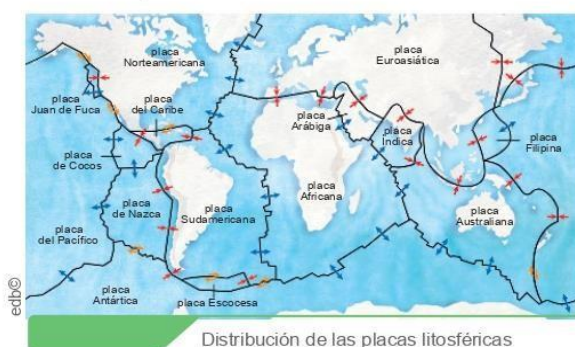 placa
Norteamericana
placa
Euroasiática
placa
Juan de Fuca
placa
del Caribe
placa
Arábiga
placa
Índica
placa
Filipina
placa
de Cocos
placa
de Nazca
placa
Sudamericana
placa
Africana
placa
Australiana
placa
del Pacífico
placa
Antártica
placa Escocesa
edb©
Distribución de las placas litosféricas